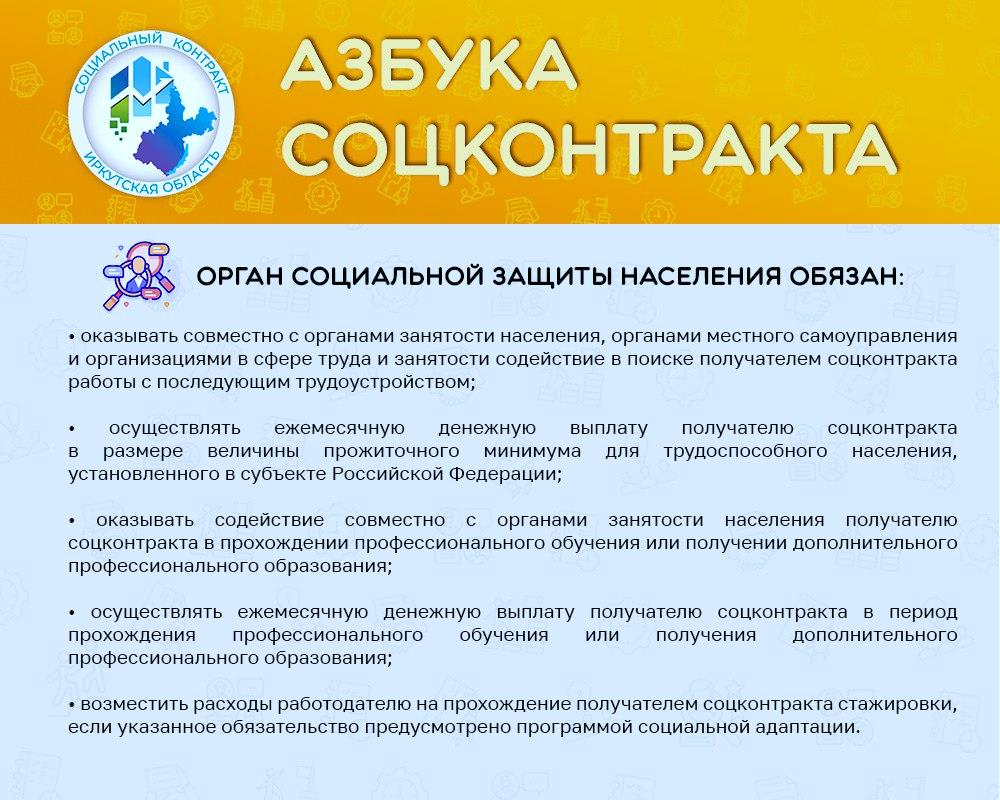 СОЦИАЛЬНЫЙ КОНТРАКТ
ИРКУТСКАЯ ОБЛАСТЬ
АЗБУКА
СОЦКОНТРАКТА
ОРГАН СОЦИАЛЬНОЙ ЗАЩИТЫ НАСЕЛЕНИЯ ОБЯЗАН:
• оказывать совместно с органами занятости населения, органами местного самоуправления
и организациями в сфере труда и занятости содействие в поиске получателем соцконтракта
работы с последующим трудоустройством;
• осуществлять ежемесячную денежную выплату получателю соцконтракта
в размере величины прожиточного минимума для трудоспособного населения,
установленного в субъекте Российской Федерации;
• оказывать содействие совместно с органами занятости населения получателю
соцконтракта в прохождении профессионального обучения или получении дополнительного
профессионального образования;
• осуществлять ежемесячную денежную выплату получателю соцконтракта в период
прохождения профессионального обучения или получения дополнительного
профессионального образования;
• возместить расходы работодателю на прохождение получателем соцконтракта стажировки,
если указанное обязательство предусмотрено программой социальной адаптации.